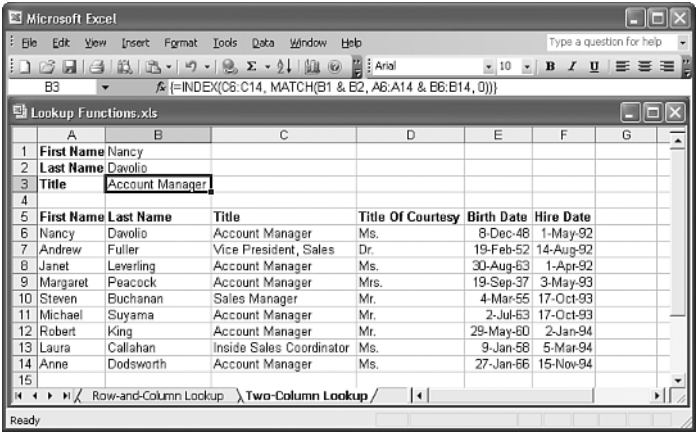 Microsoft Excel
File Edit View Insert Format Tools Data Window Help Type a question for help
Arial 10 B I U
B3 fx {=INDEX(C6:C14, MATCH(B1 & B2, A6:A14 & B6:B14, 0))}
Lookup Functions.xls
A B C D E F G
1 First Name Nancy
2 Last Name Davolio
3 Title Account Manager
4
5 First Name Last Name Title Title Of Courtesy Birth Date Hire Date
6 Nancy Davolio Account Manager Ms. 8-Dec-48 1-May-92
7 Andrew Fuller Vice President, Sales Dr. 19-Feb-52 14-Aug-92
8 Janet Leverling Account Manager Ms. 30-Aug-63 1-Apr-92
9 Margaret Peacock Account Manager Mrs. 19-Sep-37 3-May-93
10 Steven Buchanan Sales Manager Mr. 4-Mar-55 17-Oct-93
11 Michael Suyama Account Manager Mr. 2-Jul-63 17-Oct-93
12 Robert King Account Manager Mr. 29-May-60 2-Jan-94
13 Laura Callahan Inside Sales Coordinator Ms. 9-Jan-58 5-Mar-94
14 Anne Dodsworth Account Manager Ms. 27-Jan-66 15-Nov-94
15
Row-and-Column Lookup Two-Column Lookup
Ready